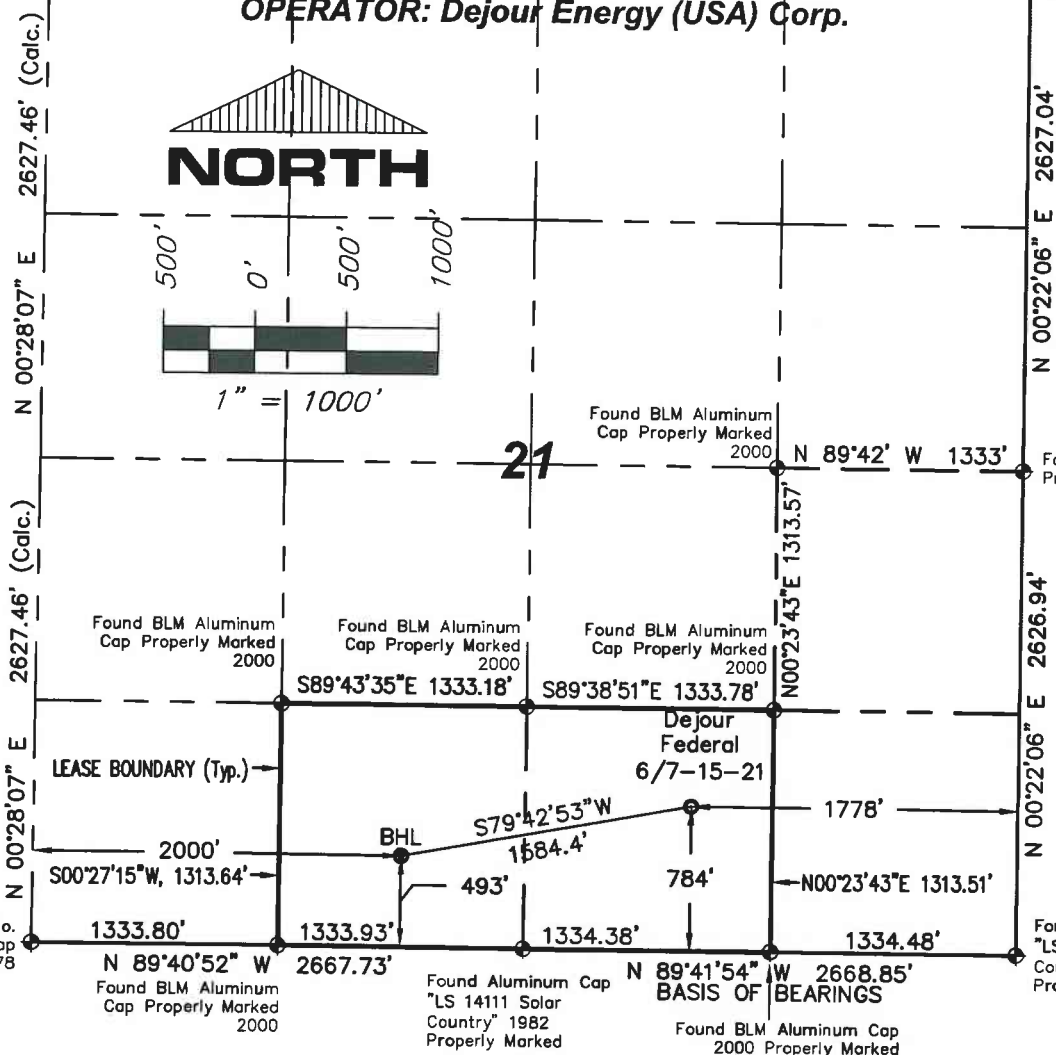 OPERATOR: Dejour Energy (USA) Corp.
2627.46' (Calc.)
N 00°28'07" E
2627.04'
N 00°22'06" E
NORTH
500'
0'
500'
1000'
1" = 1000'
Found BLM Aluminum
Cap Properly Marked
2000
21
N 89°42' W 1333'
N00°23'43"E 1313.57'
2627.46' (Calc.)
N 00°28'07" E
2626.94'
N 00°22'06" E
Found BLM Aluminum
Cap Properly Marked
2000
Found BLM Aluminum
Cap Properly Marked
2000
Found BLM Aluminum
Cap Properly Marked
2000
S89°43'35"E 1333.18'
S89°38'51"E 1333.78'
Dejour
Federal
6/7-15-21
LEASE BOUNDARY (Typ.)
S79°42'53"W
1584.4'
1778'
BHL
2000'
S00°27'15"W, 1313.64'
493'
784'
N00°23'43"E 1313.51'
1333.80'
1333.93'
1334.38'
1334.48'
78
N 89°40'52" W 2667.73'
N 89°41'54" W 2668.85'
BASIS OF BEARINGS
Found BLM Aluminum
Cap Properly Marked
2000
Found Aluminum Cap
"LS 14111 Solar
Country" 1982
Properly Marked
Found BLM Aluminum Cap
2000 Properly Marked